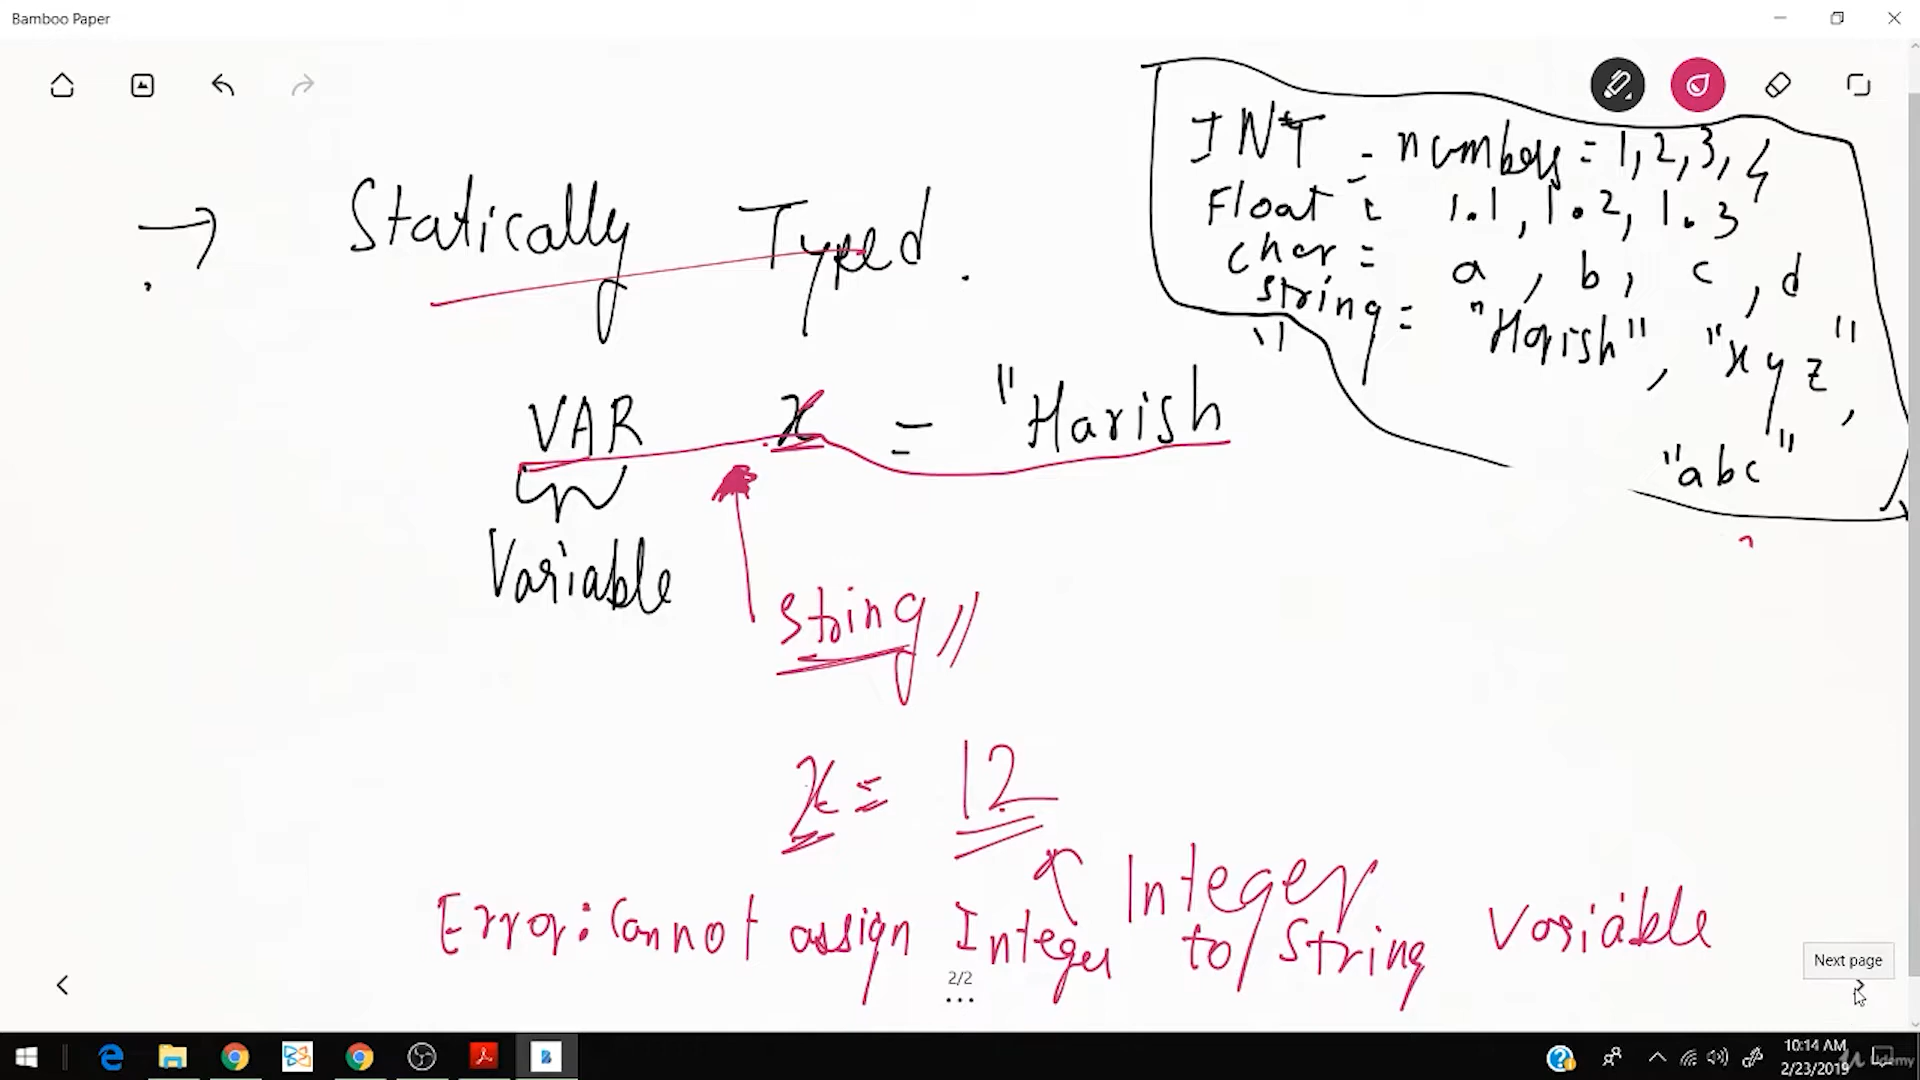 Bamboo Paper
→ Statically Typed.
INT = numbers = 1, 2, 3, 4
Float = 1.1, 1.2, 1.3
char = a, b, c, d
string = "Harish", "xyz",
"abc"
VAR x = "Harish
Variable
string //
x = 12
Integer
Error: Cannot assign Integer to String Variable
Next page
2/2
10:14 AM
2/23/2019
Udemy